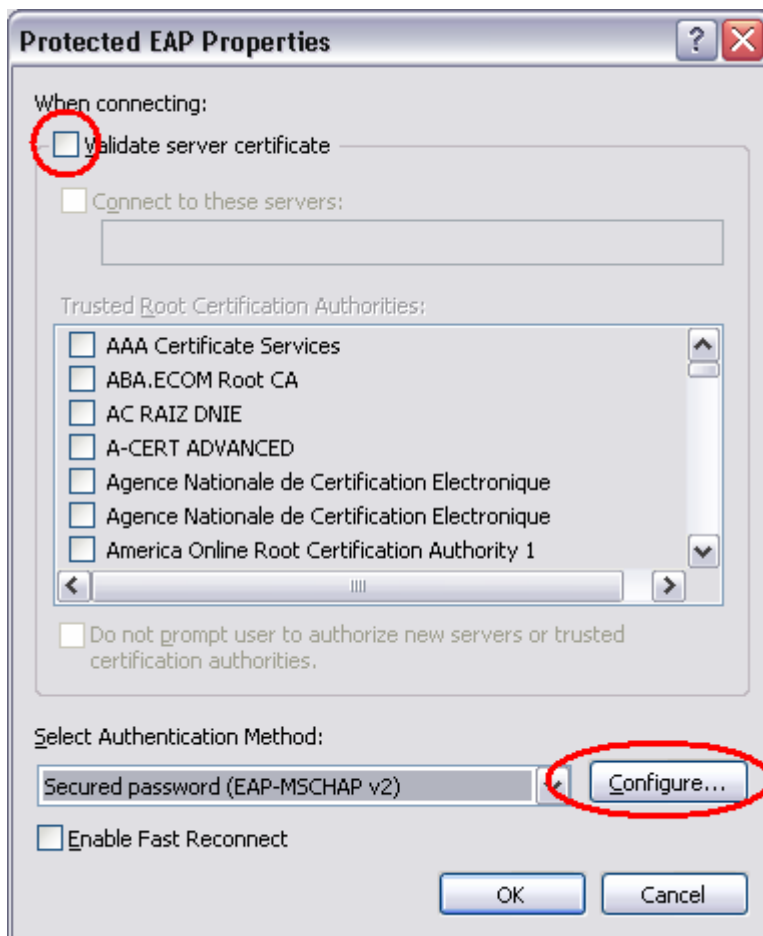 Protected EAP Properties
When connecting:
Validate server certificate
Connect to these servers:
Trusted Root Certification Authorities:
AAA Certificate Services
ABA.ECOM Root CA
AC RAIZ DNIE
A-CERT ADVANCED
Agence Nationale de Certification Electronique
Agence Nationale de Certification Electronique
America Online Root Certification Authority 1
Do not prompt user to authorize new servers or trusted
certification authorities.
Select Authentication Method:
Secured password (EAP-MSCHAP v2)
Configure...
Enable Fast Reconnect
OK
Cancel